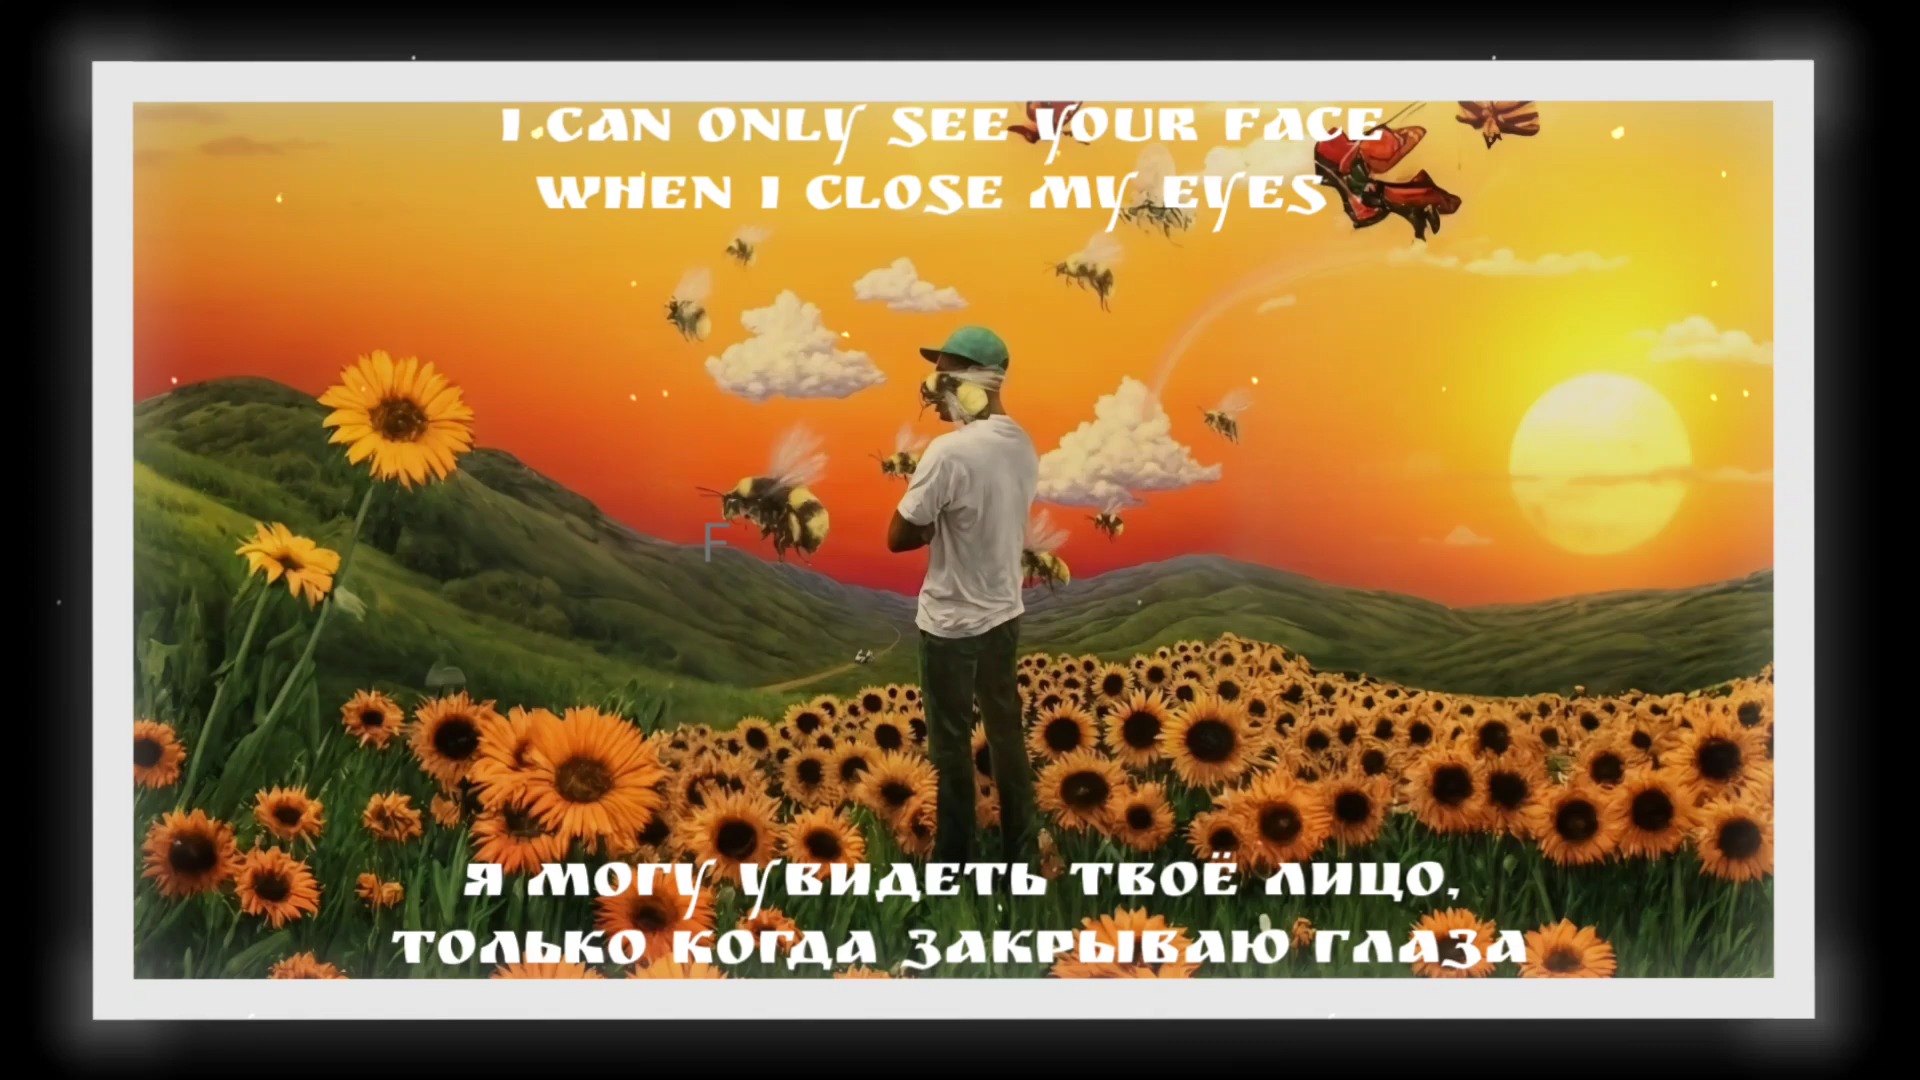 I CAN ONLY SEE YOUR FACE
WHEN I CLOSE MY EYES
F
Я МОГУ УВИДЕТЬ ТВОЁ ЛИЦО,
ТОЛЬКО КОГДА ЗАКРЫВАЮ ГЛАЗА